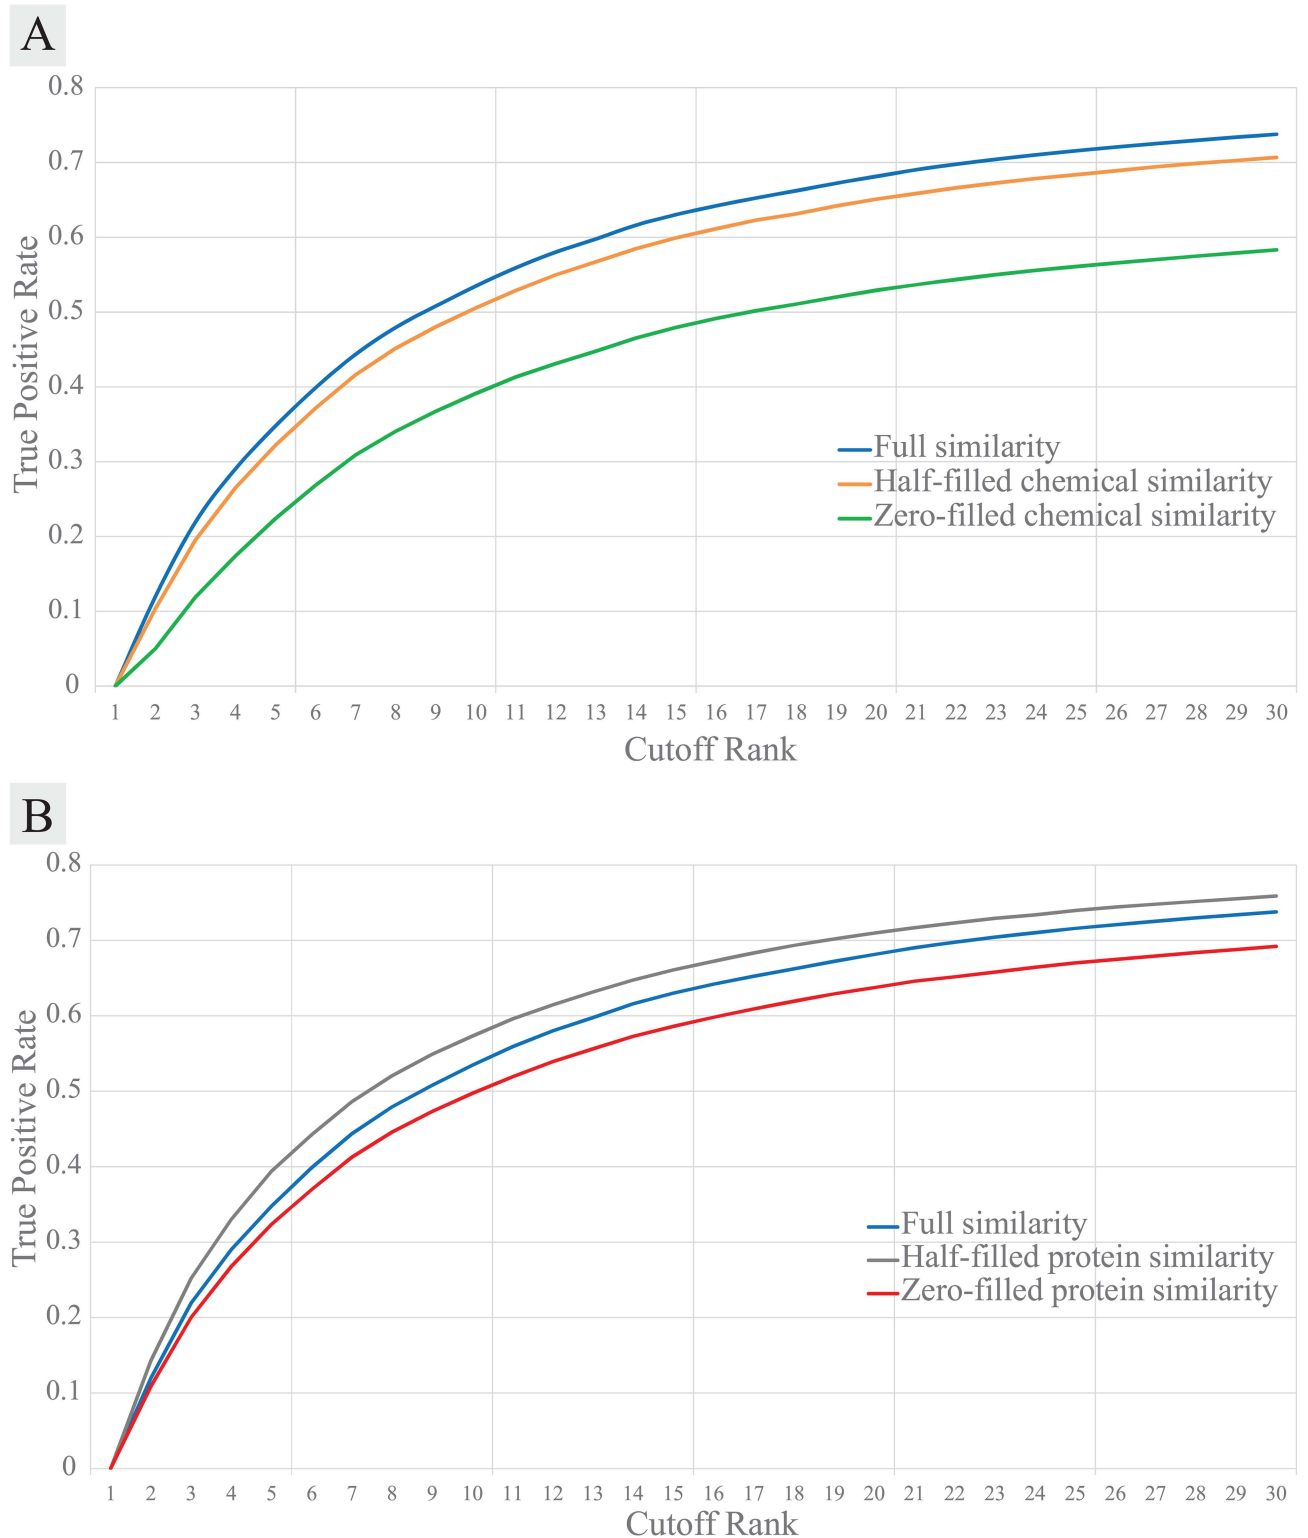 A
0.8
0.7
0.6
0.5
0.4
0.3
0.2
0.1
0
True Positive Rate
Full similarity
Half-filled chemical similarity
Zero-filled chemical similarity
1 2 3 4 5 6 7 8 9 10 11 12 13 14 15 16 17 18 19 20 21 22 23 24 25 26 27 28 29 30
Cutoff Rank
B
0.8
0.7
0.6
0.5
0.4
0.3
0.2
0.1
0
True Positive Rate
Full similarity
Half-filled protein similarity
Zero-filled protein similarity
1 2 3 4 5 6 7 8 9 10 11 12 13 14 15 16 17 18 19 20 21 22 23 24 25 26 27 28 29 30
Cutoff Rank